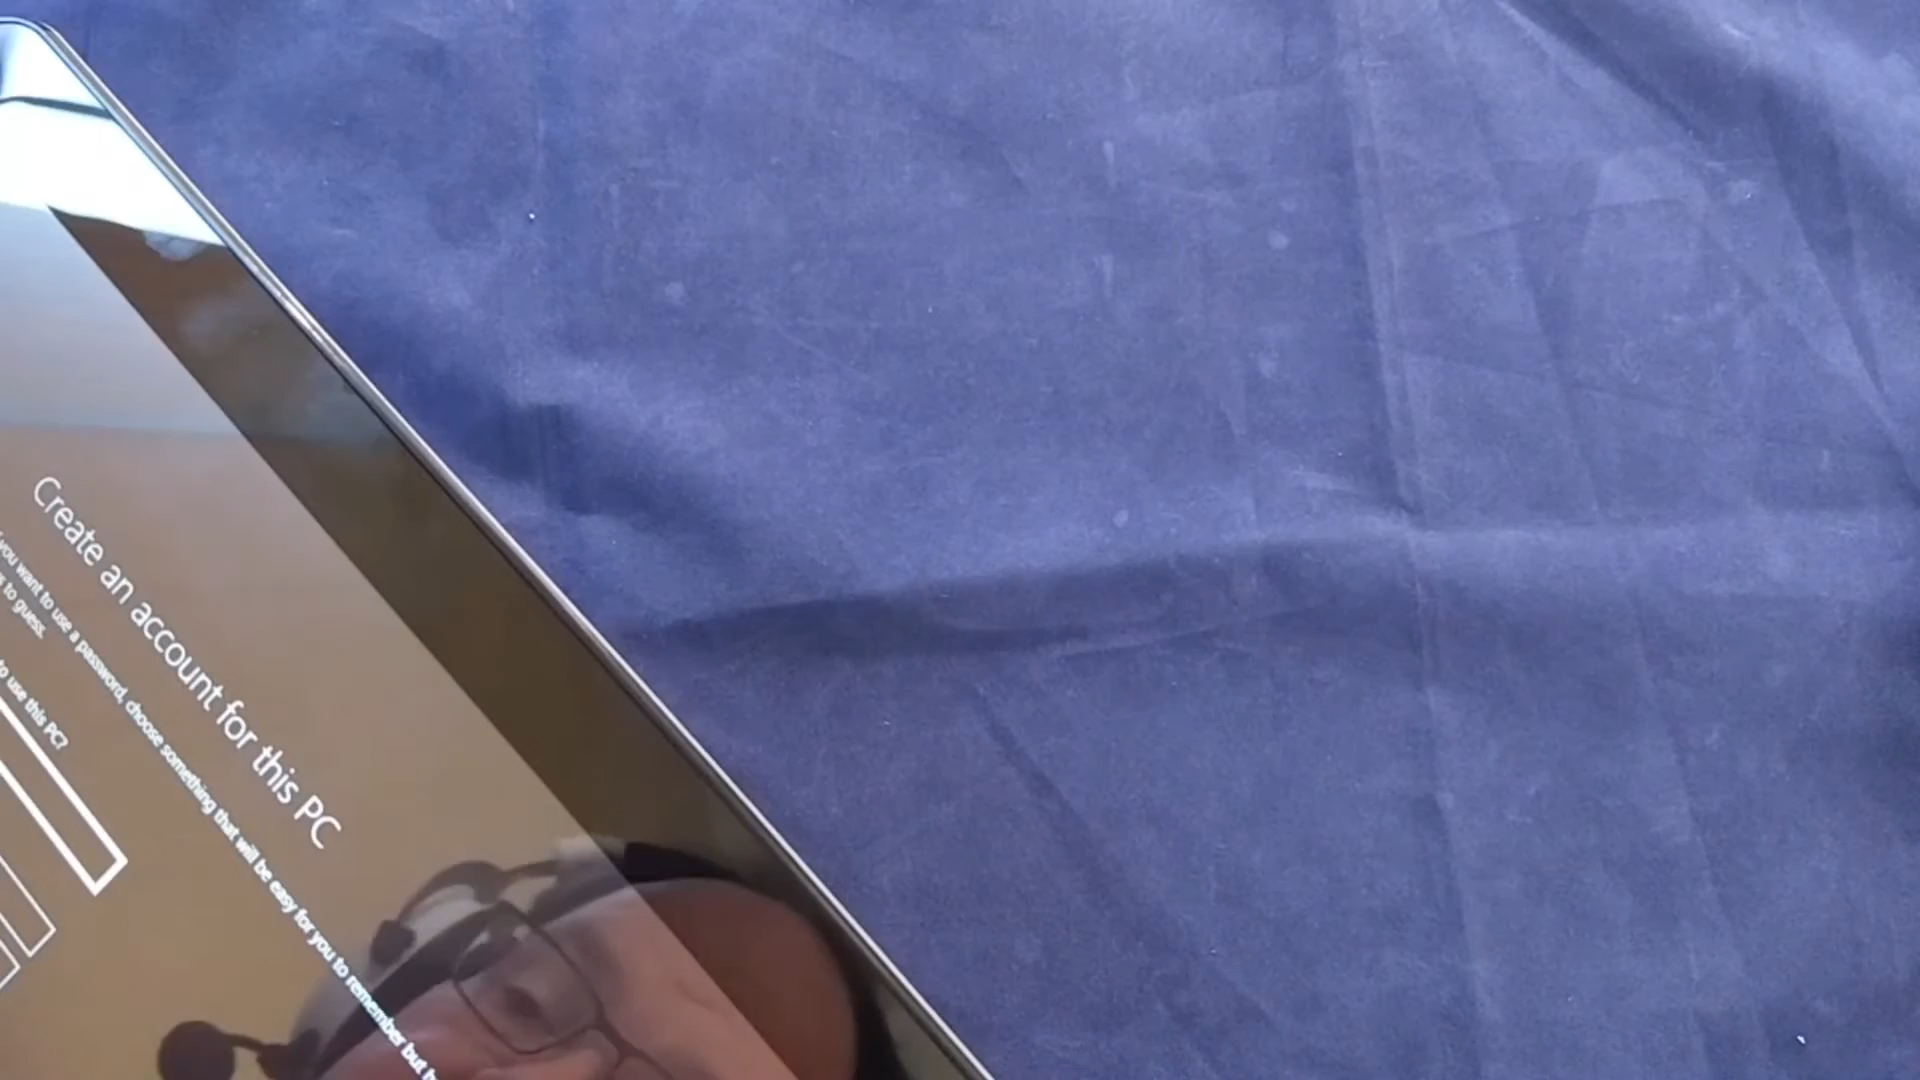 Create an account for this PC
you want to use a password, choose something that will be easy for you to remember but
to guess.
to use this PC?